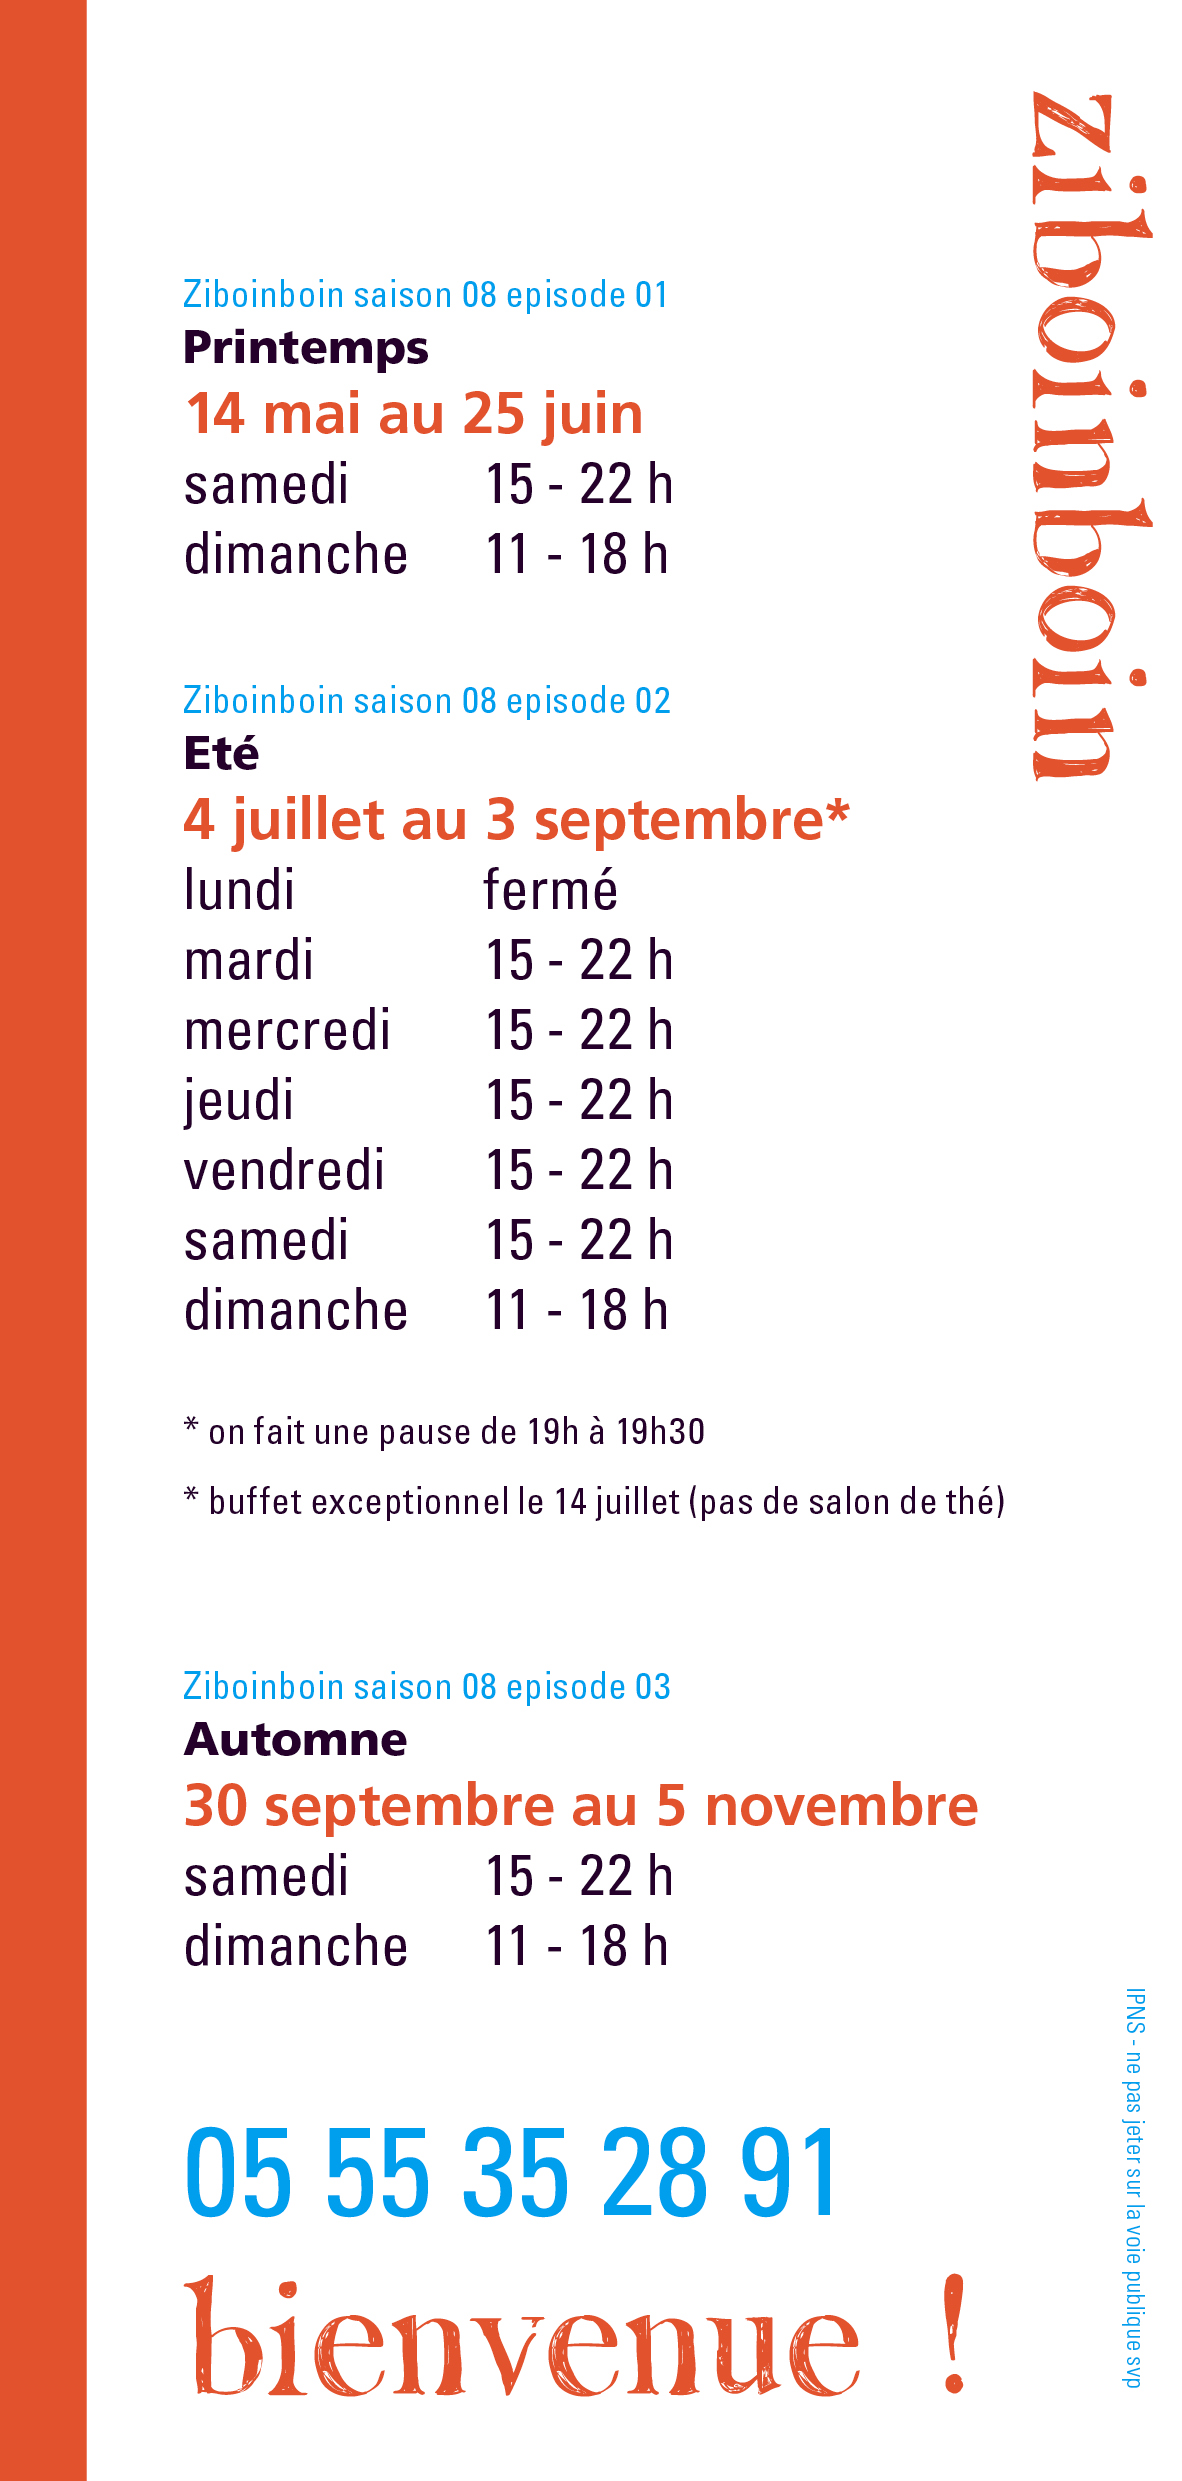 ziboinboin
Ziboinboin saison 08 episode 01
Printemps
14 mai au 25 juin
samedi 15 - 22 h
dimanche 11 - 18 h
Ziboinboin saison 08 episode 02
Eté
4 juillet au 3 septembre*
lundi fermé
mardi 15 - 22 h
mercredi 15 - 22 h
jeudi 15 - 22 h
vendredi 15 - 22 h
samedi 15 - 22 h
dimanche 11 - 18 h
* on fait une pause de 19h à 19h30
* buffet exceptionnel le 14 juillet (pas de salon de thé)
Ziboinboin saison 08 episode 03
Automne
30 septembre au 5 novembre
samedi 15 - 22 h
dimanche 11 - 18 h
05 55 35 28 91
bienvenue !
IPNS - ne pas jeter sur la voie publique svp